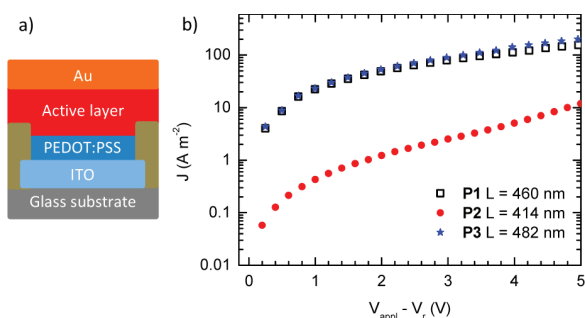 a)
Au
Active layer
PEDOT:PSS
ITO
Glass substrate
b)
100
10
1
0.1
0.01
J (A m⁻²)
P1 L = 460 nm
P2 L = 414 nm
P3 L = 482 nm
0 1 2 3 4 5
V_appl - V_r (V)